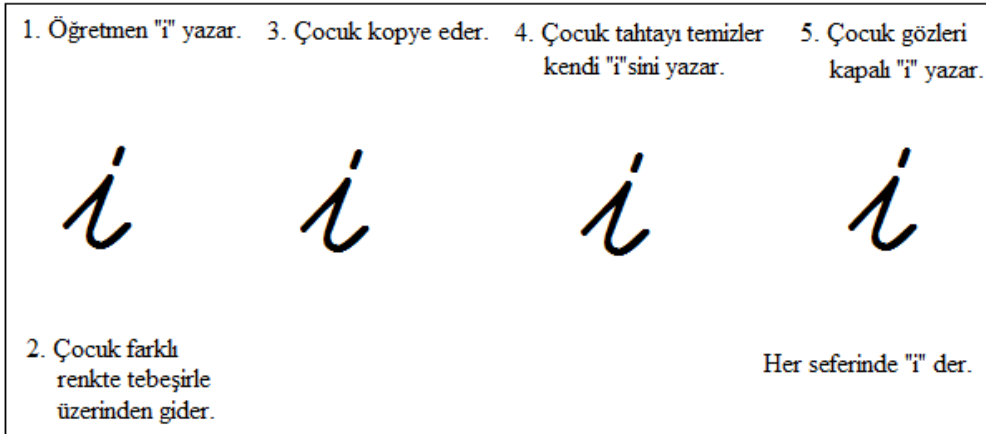 1. Öğretmen "i" yazar.
2. Çocuk farklı
renkte tebeşirle
üzerinden gider.
3. Çocuk kopye eder.
4. Çocuk tahtayı temizler
kendi "i"sini yazar.
5. Çocuk gözleri
kapalı "i" yazar.
i
i
i
i
Her seferinde "i" der.